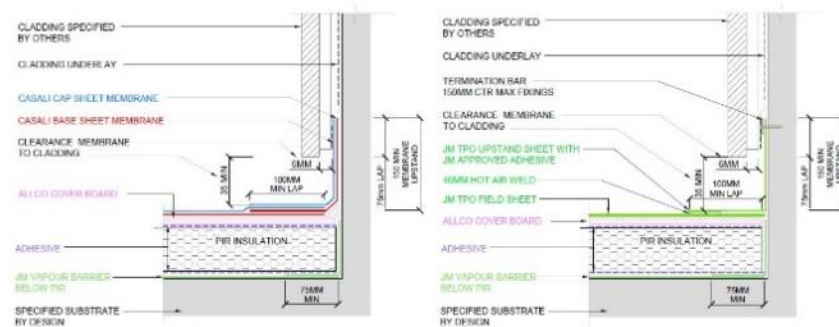 CLADDING SPECIFIED
BY OTHERS
CLADDING UNDERLAY
CASALI CAP SHEET MEMBRANE
CASALI BASE SHEET MEMBRANE
CLEARANCE MEMBRANE
TO CLADDING
35 MIN
6MM
100MM
MIN LAP
75mm LAP
150 MIN
MEMBRANE
UPSTAND
ALLCO COVER BOARD
PIR INSULATION
ADHESIVE
JM VAPOUR BARRIER
BELOW PIR
75MM
MIN
SPECIFIED SUBSTRATE
BY DESIGN
CLADDING SPECIFIED
BY OTHERS
CLADDING UNDERLAY
TERMINATION BAR
150MM CTR MAX FIXINGS
CLEARANCE MEMBRANE
TO CLADDING
JM TPO UPSTAND SHEET WITH
JM APPROVED ADHESIVE
40MM HOT AIR WELD
JM TPO FIELD SHEET
35 MIN
6MM
100MM
MIN LAP
75mm LAP
150 MIN
MEMBRANE
UPSTAND
ALLCO COVER BOARD
PIR INSULATION
ADHESIVE
JM VAPOUR BARRIER
BELOW PIR
75MM
MIN
SPECIFIED SUBSTRATE
BY DESIGN